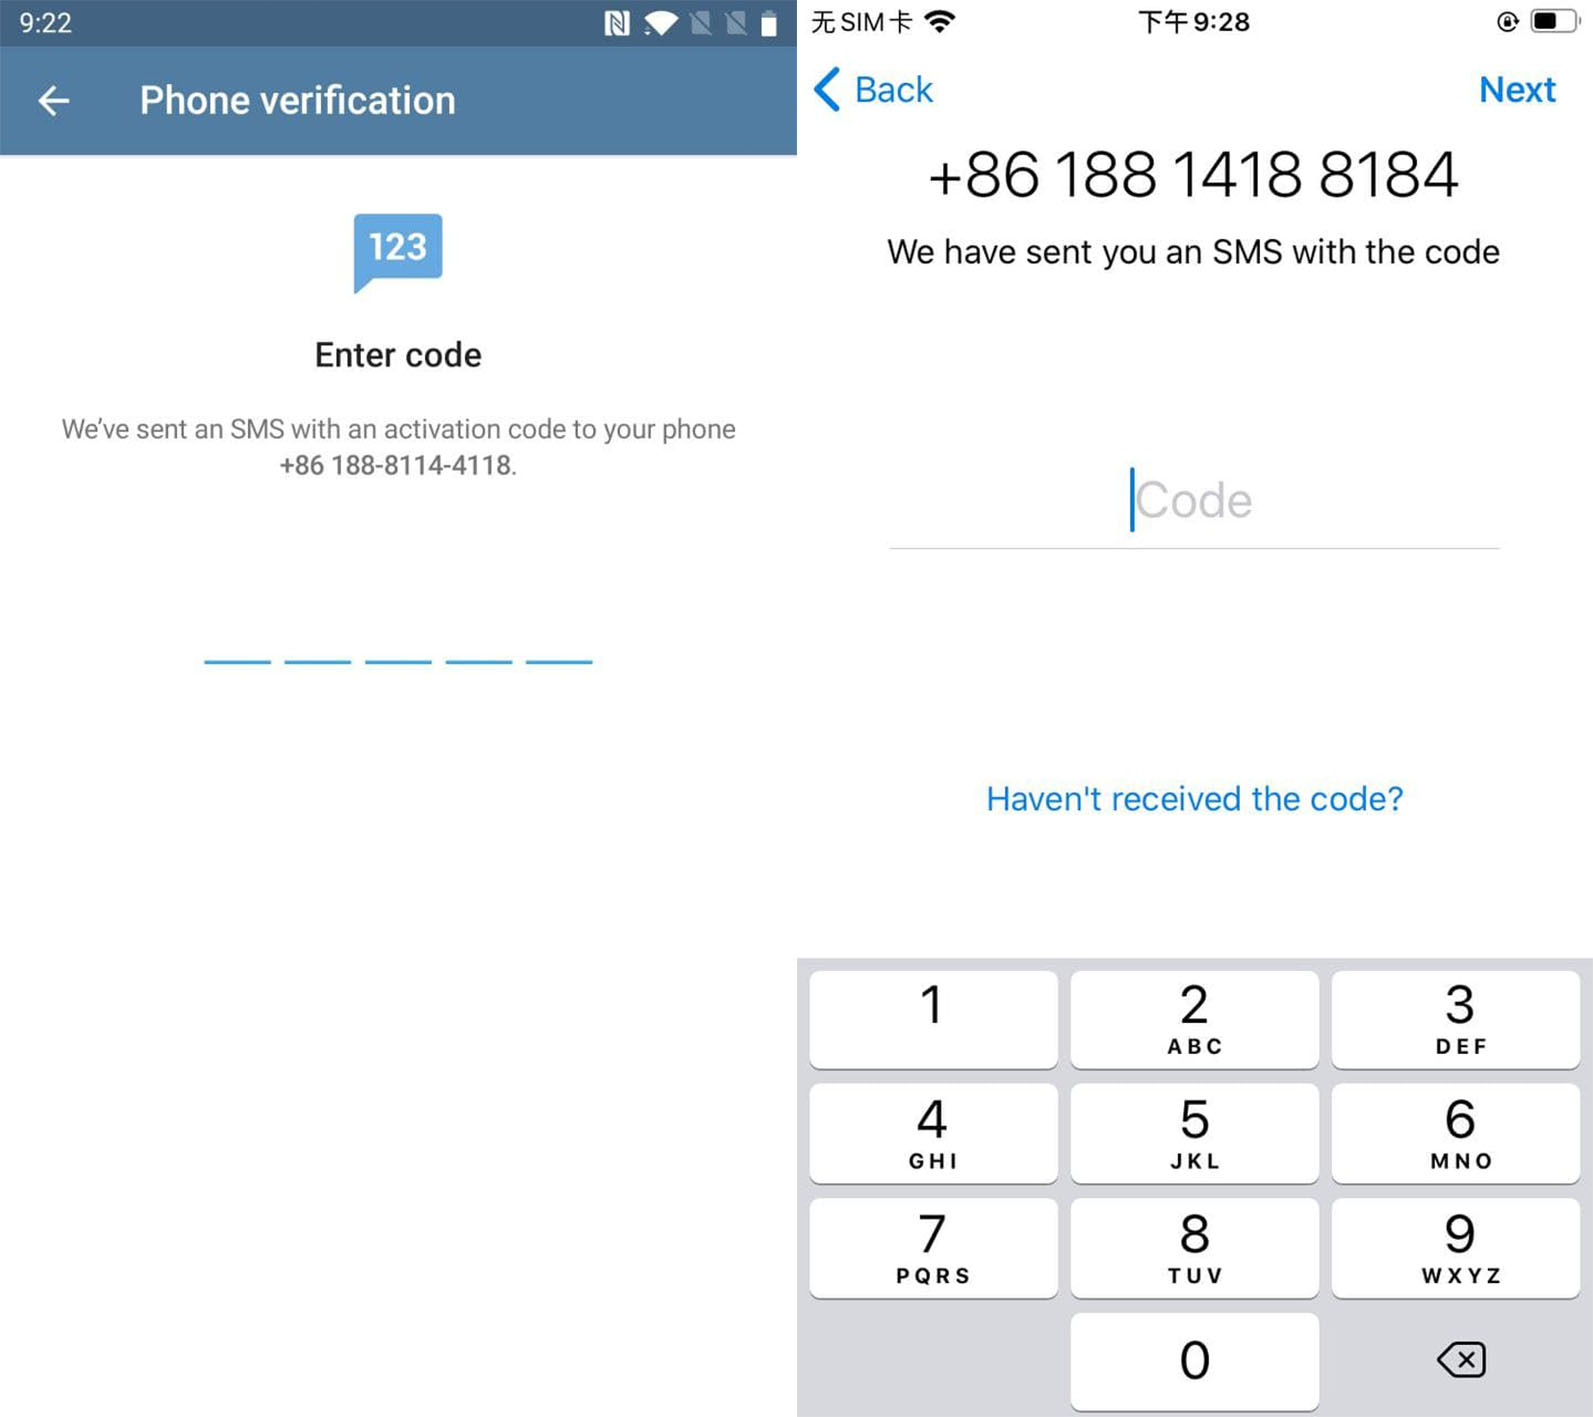 9:22
Phone verification
123
Enter code
We've sent an SMS with an activation code to your phone
+86 188-8114-4118.
无 SIM 卡
下午 9:28
Back
Next
+86 188 1418 8184
We have sent you an SMS with the code
Code
Haven't received the code?
1
2
ABC
3
DEF
4
GHI
5
JKL
6
MNO
7
PQRS
8
TUV
9
WXYZ
0